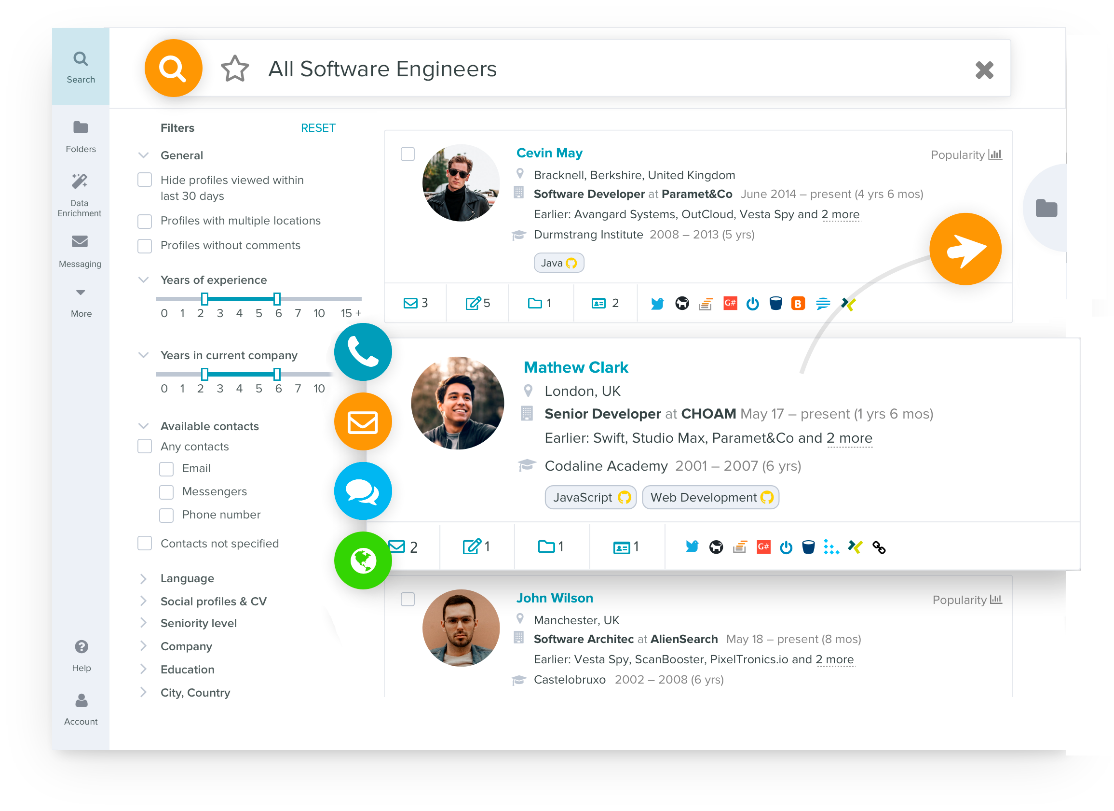 Search
All Software Engineers
Folders
Data
Enrichment
Messaging
More
Help
Account
Filters
RESET
General
Hide profiles viewed within
last 30 days
Profiles with multiple locations
Profiles without comments
Years of experience
0 1 2 3 4 5 6 7 10 15 +
Years in current company
0 1 2 3 4 5 6 7 10
Available contacts
Any contacts
Email
Messengers
Phone number
Contacts not specified
Language
Social profiles & CV
Seniority level
Company
Education
City, Country
Cevin May
Popularity
Bracknell, Berkshire, United Kingdom
Software Developer at Paramet&Co June 2014 – present (4 yrs 6 mos)
Earlier: Avangard Systems, OutCloud, Vesta Spy and 2 more
Durmstrang Institute 2008 – 2013 (5 yrs)
Java
3 5 1 2 G# B
Mathew Clark
London, UK
Senior Developer at CHOAM May 17 – present (1 yrs 6 mos)
Earlier: Swift, Studio Max, Paramet&Co and 2 more
Codaline Academy 2001 – 2007 (6 yrs)
JavaScript Web Development
2 1 1 1 G#
John Wilson
Popularity
Manchester, UK
Software Architec at AlienSearch May 18 – present (8 mos)
Earlier: Vesta Spy, ScanBooster, PixelTronics.io and 2 more
Castelobruxo 2002 – 2008 (6 yrs)